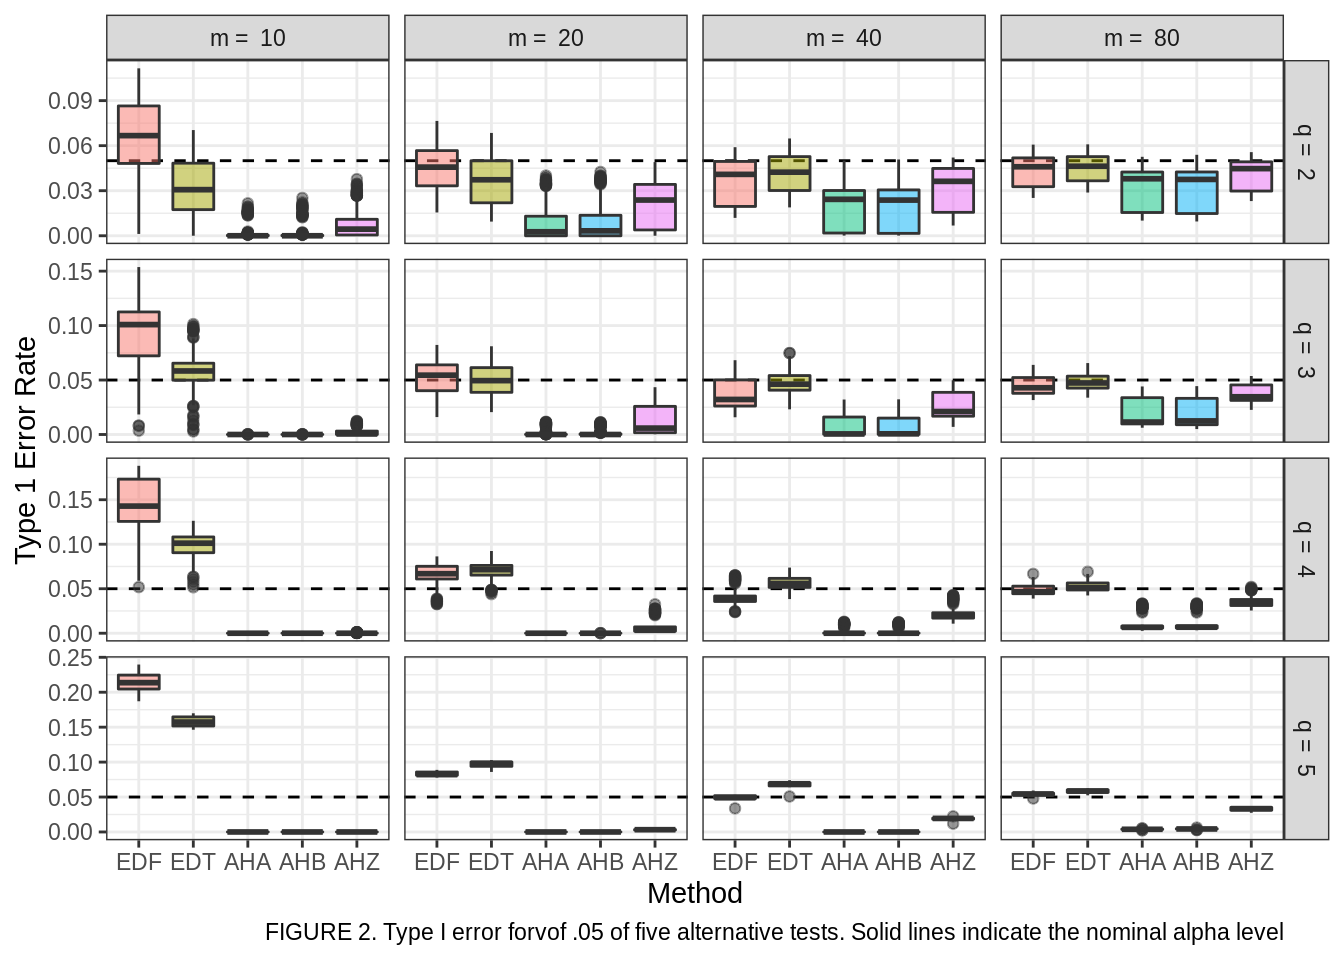 m = 10
m = 20
m = 40
m = 80
0.09
0.06
0.03
0.00
q = 2
0.15
0.10
0.05
0.00
q = 3
0.15
0.10
0.05
0.00
q = 4
0.25
0.20
0.15
0.10
0.05
0.00
q = 5
Type 1 Error Rate
EDF EDT AHA AHB AHZ
EDF EDT AHA AHB AHZ
EDF EDT AHA AHB AHZ
EDF EDT AHA AHB AHZ
Method
FIGURE 2. Type I error forvof .05 of five alternative tests. Solid lines indicate the nominal alpha level